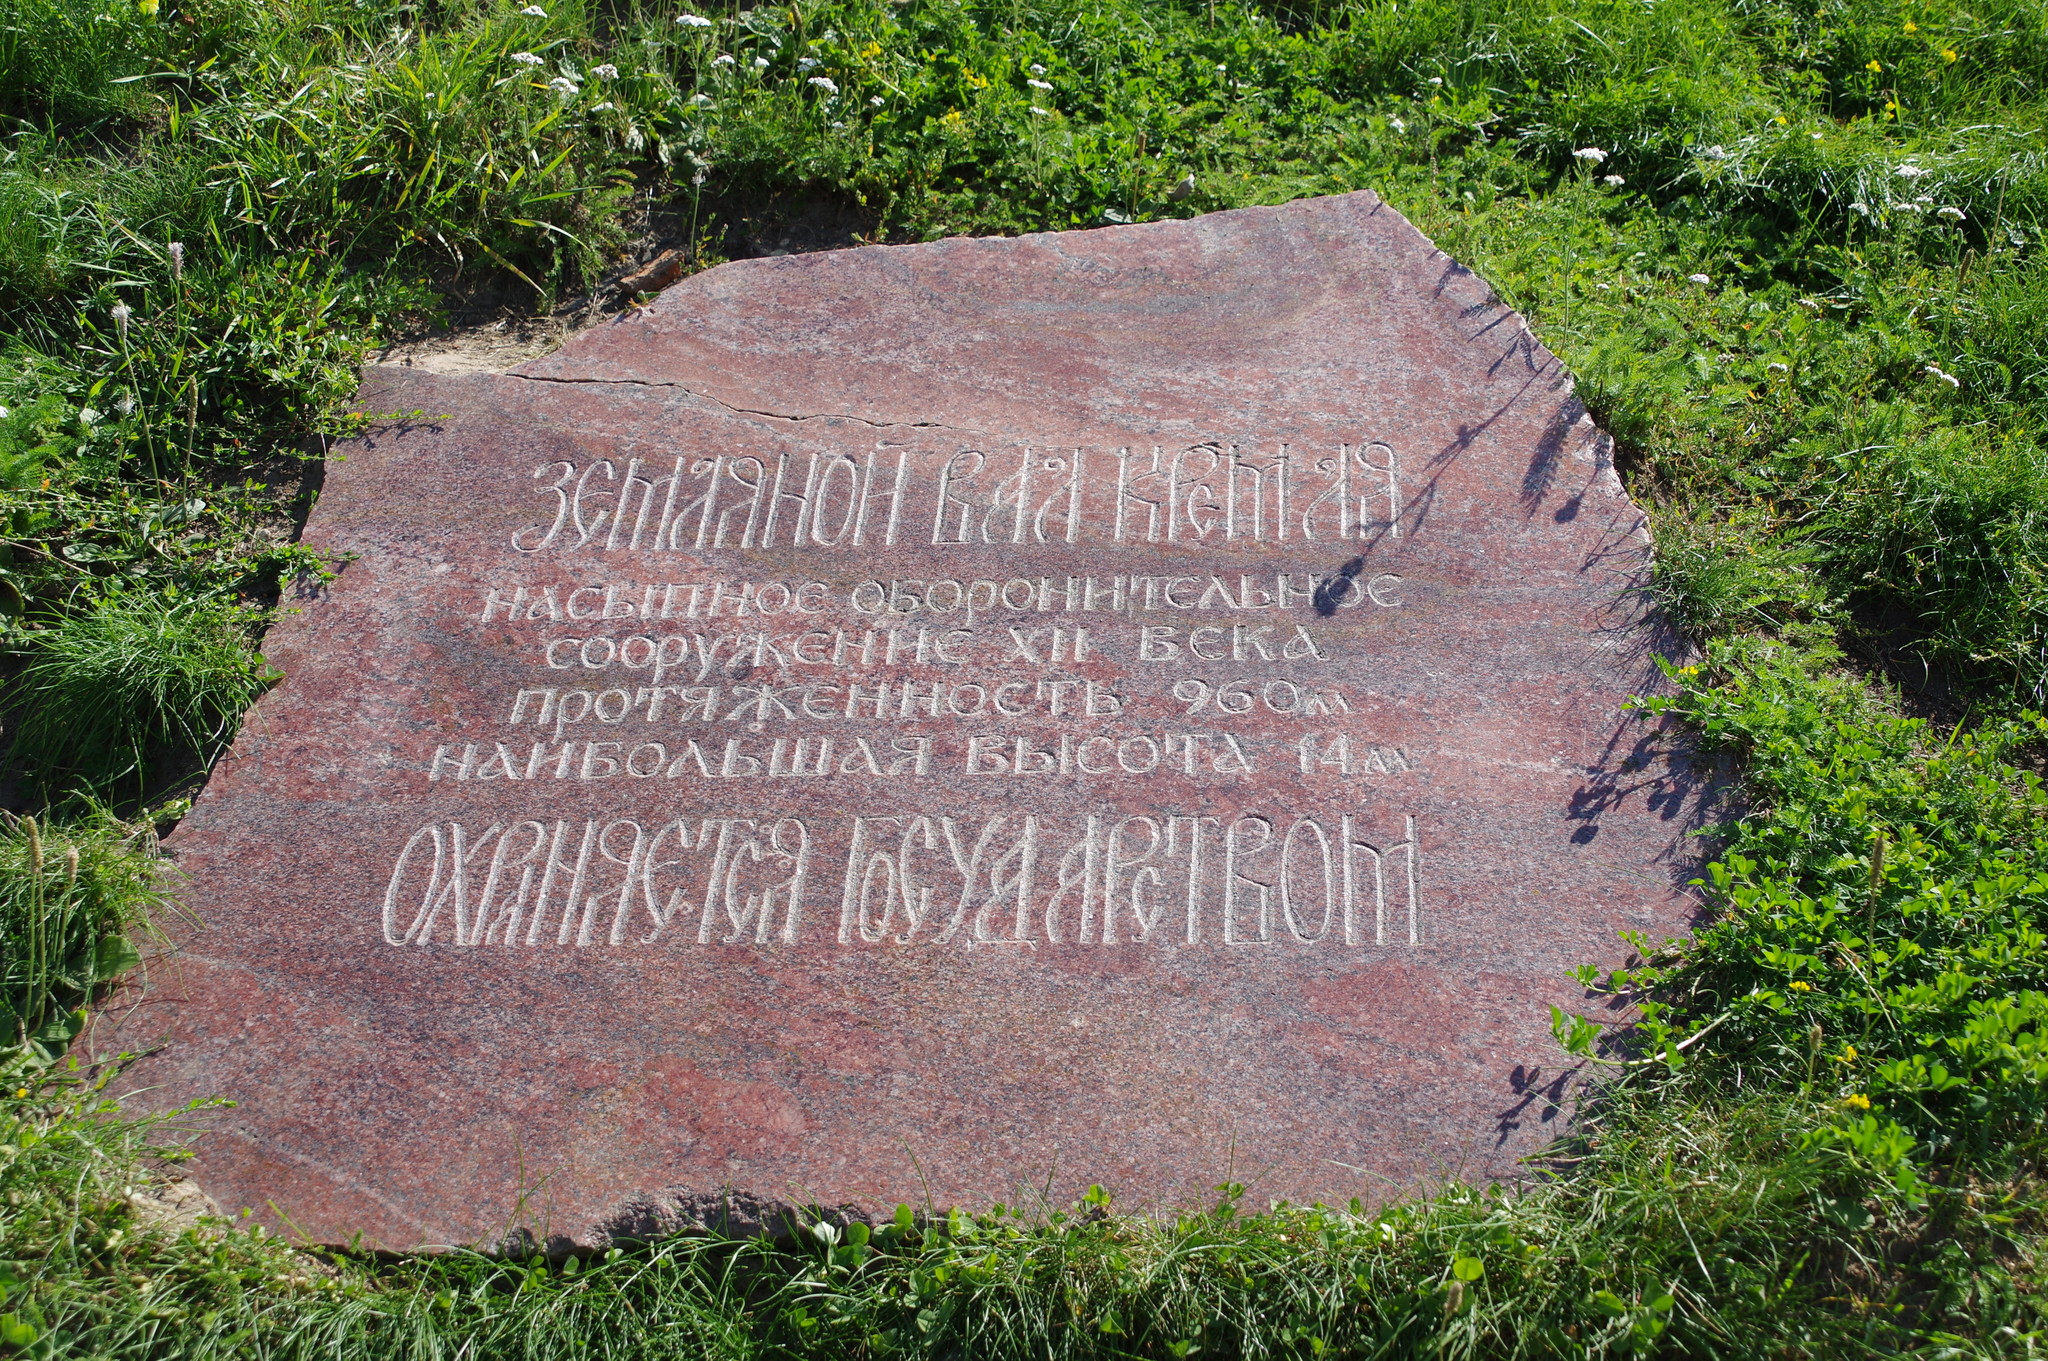 ЗЕМЛЯНОЙ ВАЛ КРЕМЛЯ
насыпное оборонительное
сооружение XII века
протяженность 960м
наибольшая высота 14м
ОХРАНЯЕТСЯ ГОСУДАРСТВОМ